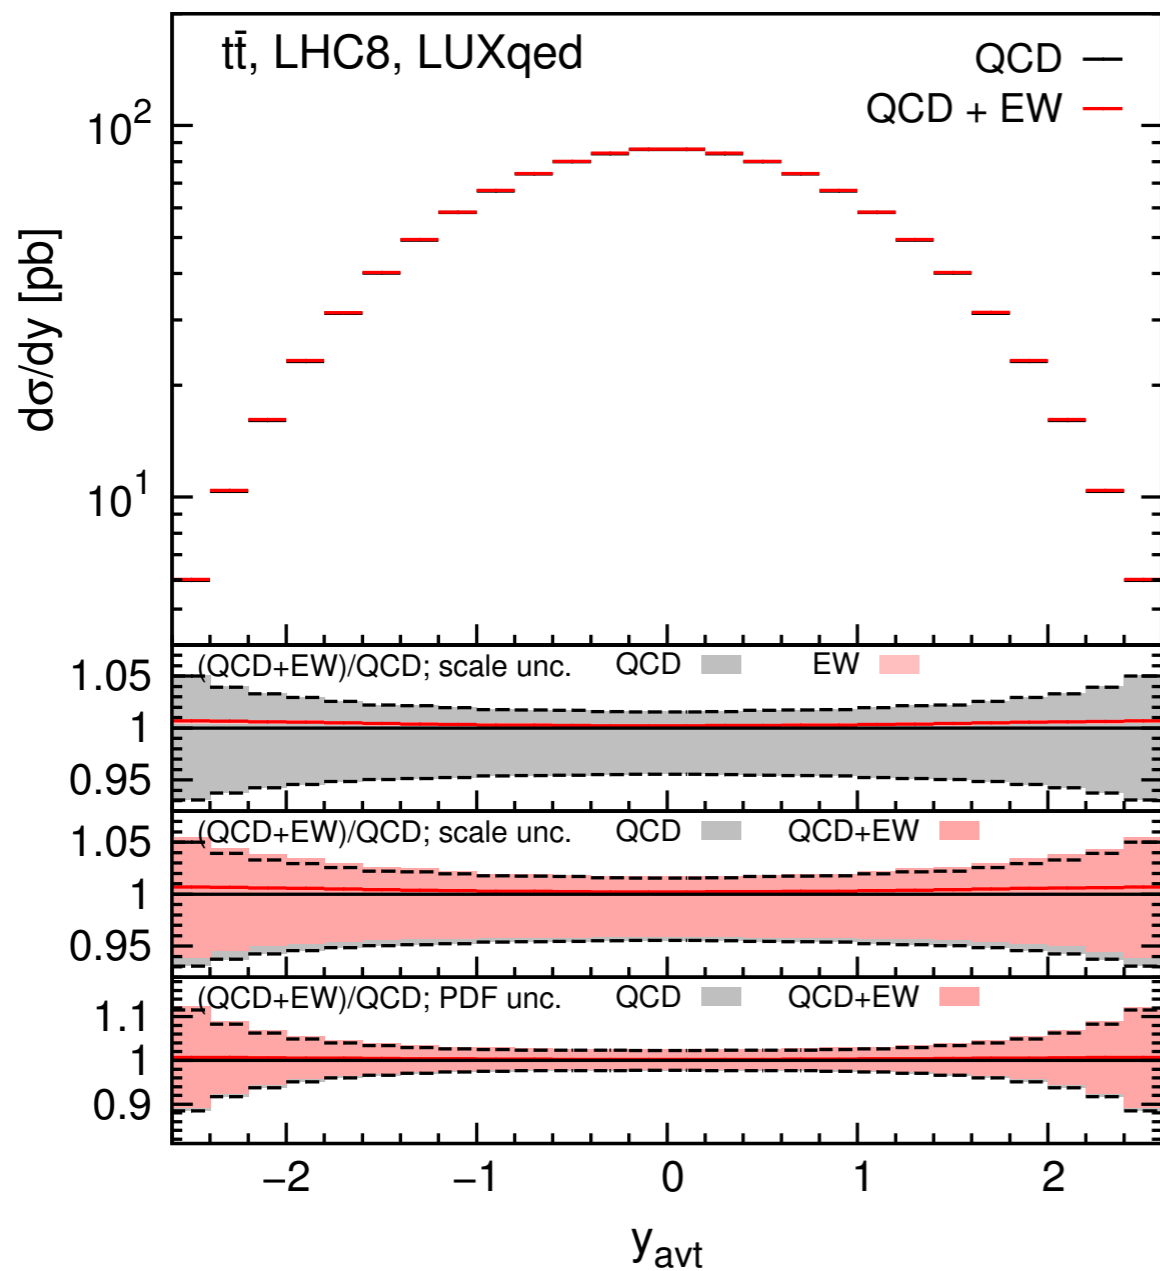 tt̄, LHC8, LUXqed
QCD
QCD + EW
10²
10¹
dσ/dy [pb]
(QCD+EW)/QCD; scale unc. QCD EW
1.05
1
0.95
(QCD+EW)/QCD; scale unc. QCD QCD+EW
1.05
1
0.95
(QCD+EW)/QCD; PDF unc. QCD QCD+EW
1.1
1
0.9
−2 −1 0 1 2
y_avt